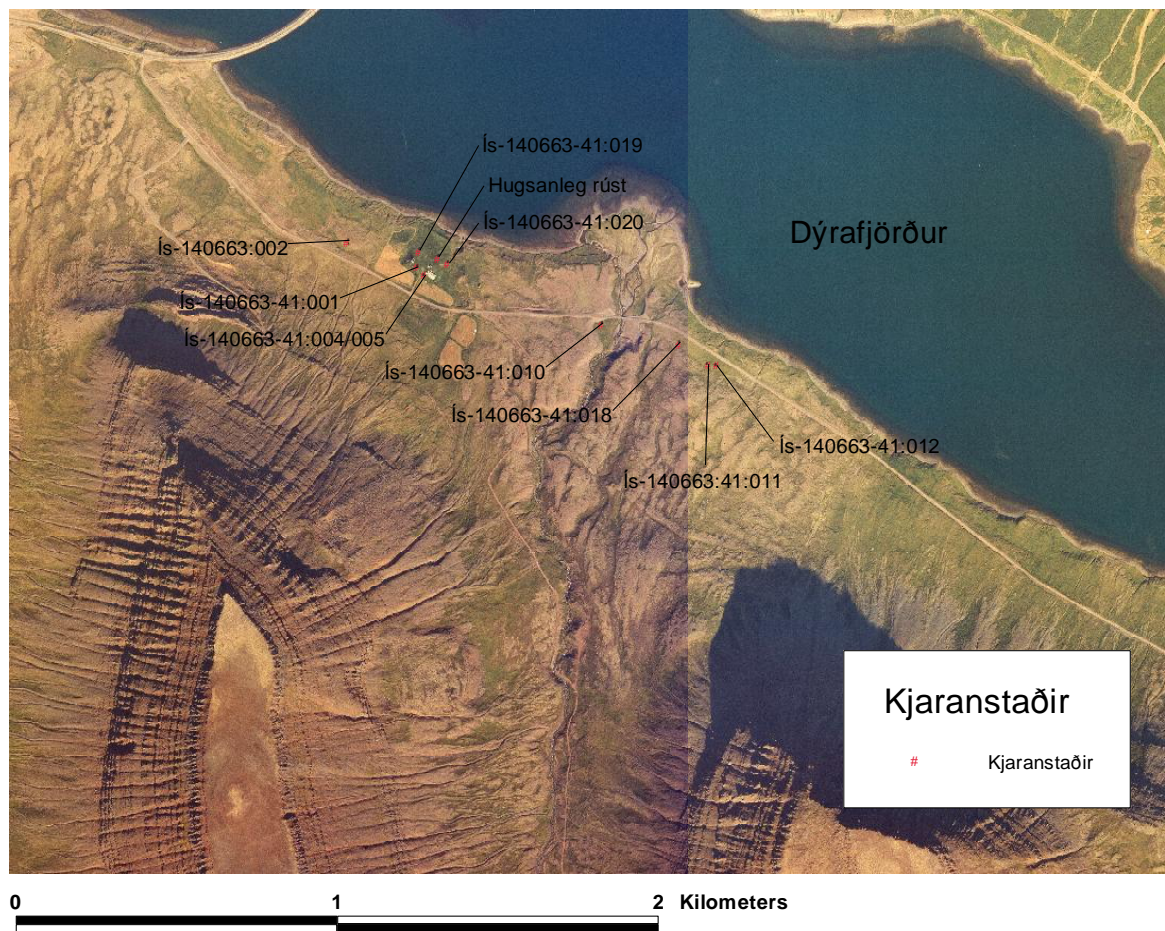 Ís-140663-41:019
Hugsanleg rúst
Ís-140663-41:020
Dýrafjörður
Ís-140663:002
Ís-140663-41:001
Ís-140663-41:004/005
Ís-140663-41:010
Ís-140663-41:018
Ís-140663-41:012
Ís-140663:41:011
Kjaranstaðir
# Kjaranstaðir
0 1 2 Kilometers